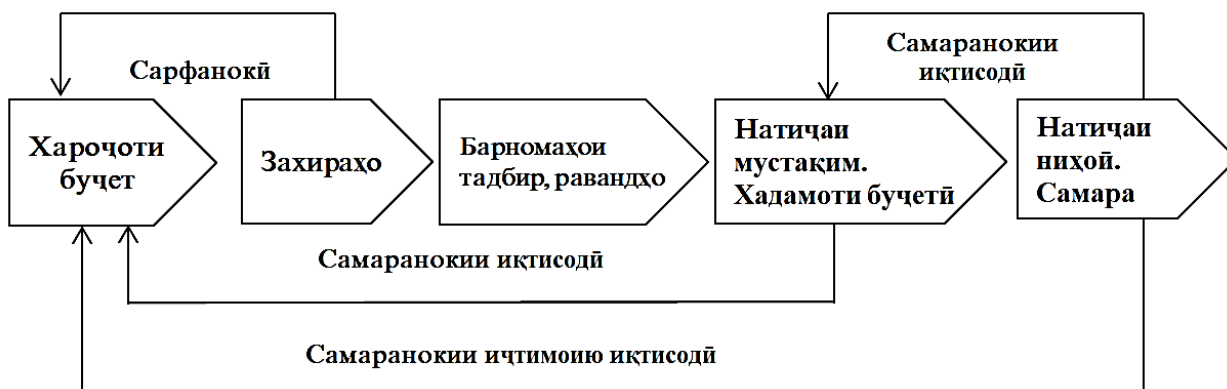 Сарфанокӣ
Самаранокии
иқтисодӣ
Хароҷоти
буҷет
Захираҳо
Барномаҳои
тадбир, равандҳо
Натиҷаи
мустақим.
Хадамоти буҷетӣ
Натиҷаи
ниҳоӣ.
Самара
Самаранокии иқтисодӣ
Самаранокии иҷтимоию иқтисодӣ